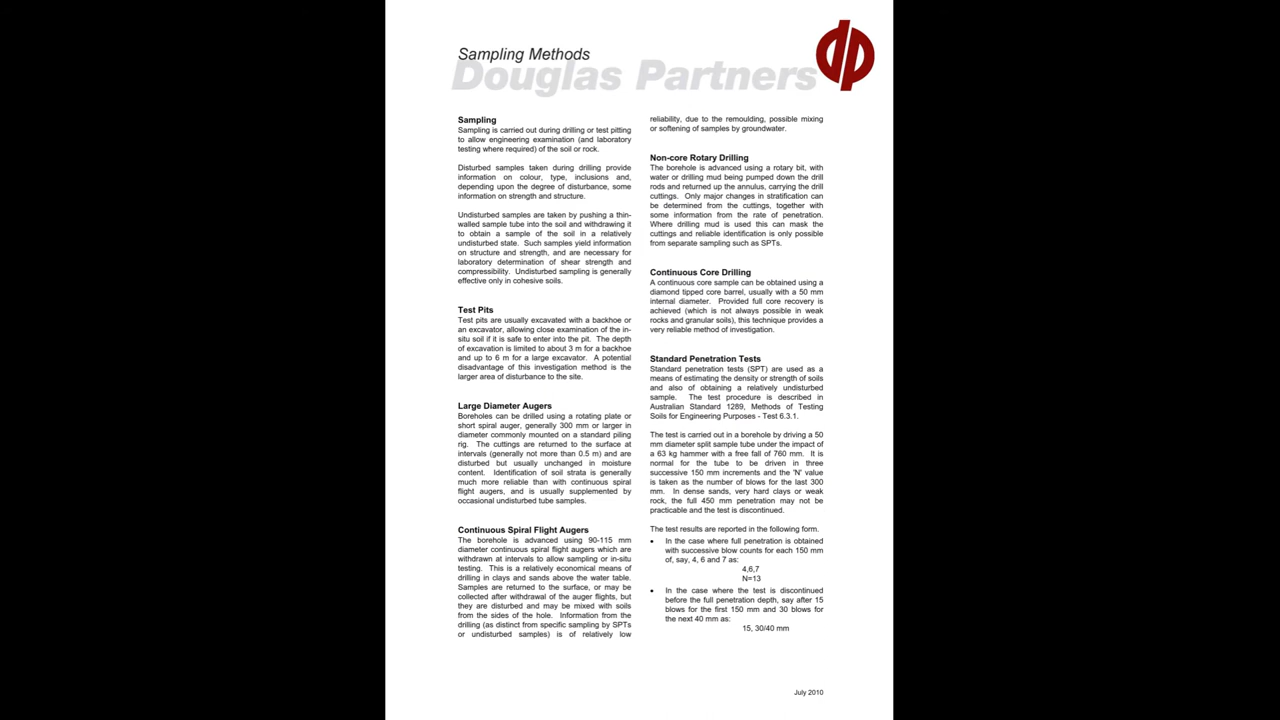 Sampling Methods
Douglas Partners
Sampling
Sampling is carried out during drilling or test pitting
to allow engineering examination (and laboratory
testing where required) of the soil or rock.
Disturbed samples taken during drilling provide
information on colour, type, inclusions and,
depending upon the degree of disturbance, some
information on strength and structure.
Undisturbed samples are taken by pushing a thin-
walled sample tube into the soil and withdrawing it
to obtain a sample of the soil in a relatively
undisturbed state. Such samples yield information
on structure and strength, and are necessary for
laboratory determination of shear strength and
compressibility. Undisturbed sampling is generally
effective only in cohesive soils.
Test Pits
Test pits are usually excavated with a backhoe or
an excavator, allowing close examination of the in-
situ soil if it is safe to enter into the pit. The depth
of excavation is limited to about 3 m for a backhoe
and up to 6 m for a large excavator. A potential
disadvantage of this investigation method is the
larger area of disturbance to the site.
Large Diameter Augers
Boreholes can be drilled using a rotating plate or
short spiral auger, generally 300 mm or larger in
diameter commonly mounted on a standard piling
rig. The cuttings are returned to the surface at
intervals (generally not more than 0.5 m) and are
disturbed but usually unchanged in moisture
content. Identification of soil strata is generally
much more reliable than with continuous spiral
flight augers, and is usually supplemented by
occasional undisturbed tube samples.
Continuous Spiral Flight Augers
The borehole is advanced using 90-115 mm
diameter continuous spiral flight augers which are
withdrawn at intervals to allow sampling or in-situ
testing. This is a relatively economical means of
drilling in clays and sands above the water table.
Samples are returned to the surface, or may be
collected after withdrawal of the auger flights, but
they are disturbed and may be mixed with soils
from the sides of the hole. Information from the
drilling (as distinct from specific sampling by SPTs
or undisturbed samples) is of relatively low
reliability, due to the remoulding, possible mixing
or softening of samples by groundwater.
Non-core Rotary Drilling
The borehole is advanced using a rotary bit, with
water or drilling mud being pumped down the drill
rods and returned up the annulus, carrying the drill
cuttings. Only major changes in stratification can
be determined from the cuttings, together with
some information from the rate of penetration.
Where drilling mud is used this can mask the
cuttings and reliable identification is only possible
from separate sampling such as SPTs.
Continuous Core Drilling
A continuous core sample can be obtained using a
diamond tipped core barrel, usually with a 50 mm
internal diameter. Provided full core recovery is
achieved (which is not always possible in weak
rocks and granular soils), this technique provides a
very reliable method of investigation.
Standard Penetration Tests
Standard penetration tests (SPT) are used as a
means of estimating the density or strength of soils
and also of obtaining a relatively undisturbed
sample. The test procedure is described in
Australian Standard 1289, Methods of Testing
Soils for Engineering Purposes - Test 6.3.1.
The test is carried out in a borehole by driving a 50
mm diameter split sample tube under the impact of
a 63 kg hammer with a free fall of 760 mm. It is
normal for the tube to be driven in three
successive 150 mm increments and the 'N' value
is taken as the number of blows for the last 300
mm. In dense sands, very hard clays or weak
rock, the full 450 mm penetration may not be
practicable and the test is discontinued.
The test results are reported in the following form.
• In the case where full penetration is obtained
with successive blow counts for each 150 mm
of, say, 4, 6 and 7 as:
4,6,7
N=13
• In the case where the test is discontinued
before the full penetration depth, say after 15
blows for the first 150 mm and 30 blows for
the next 40 mm as:
15, 30/40 mm
July 2010